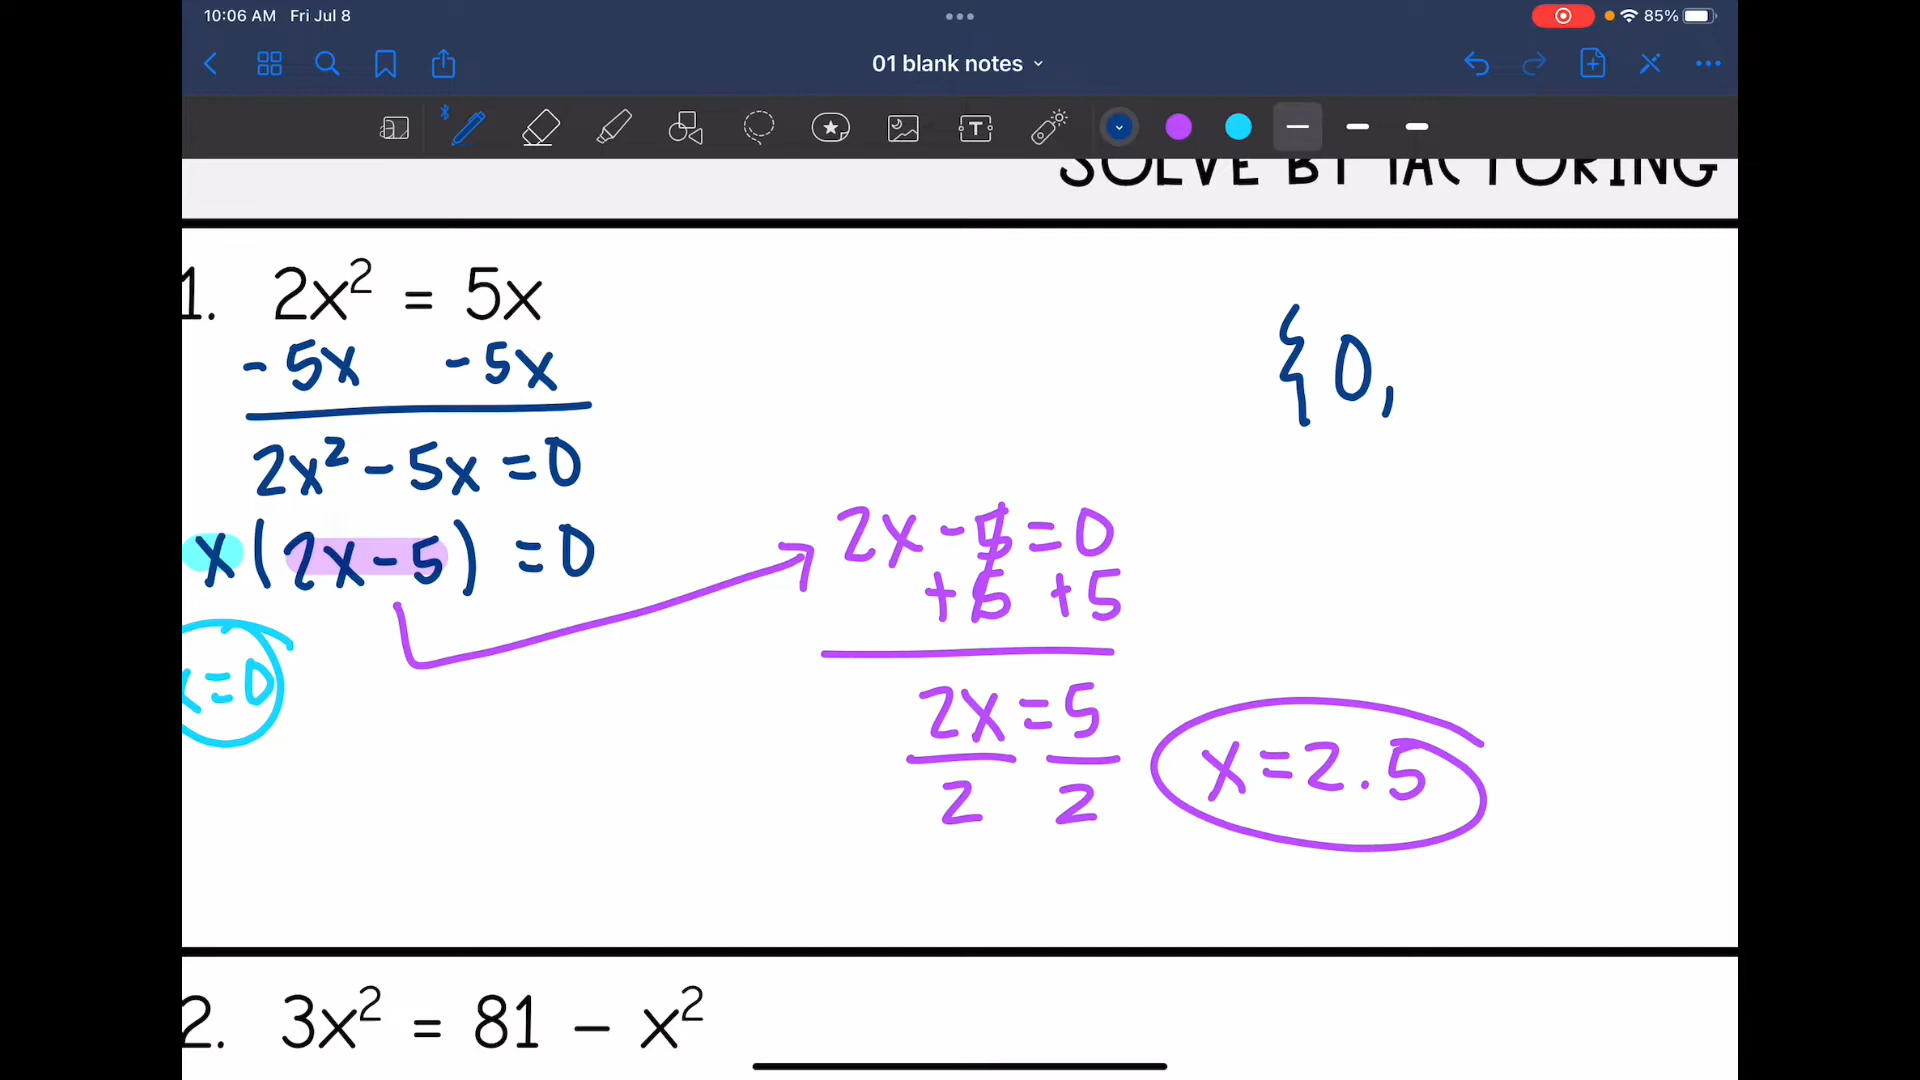 10:06 AM Fri Jul 8
85%
01 blank notes
SOLVE BY FACTORING
1. 2x² = 5x
-5x -5x
2x² - 5x = 0
x(2x - 5) = 0
x = 0
2x - 5 = 0
+5 +5
2x = 5
2 2
x = 2.5
{0,
2. 3x² = 81 - x²